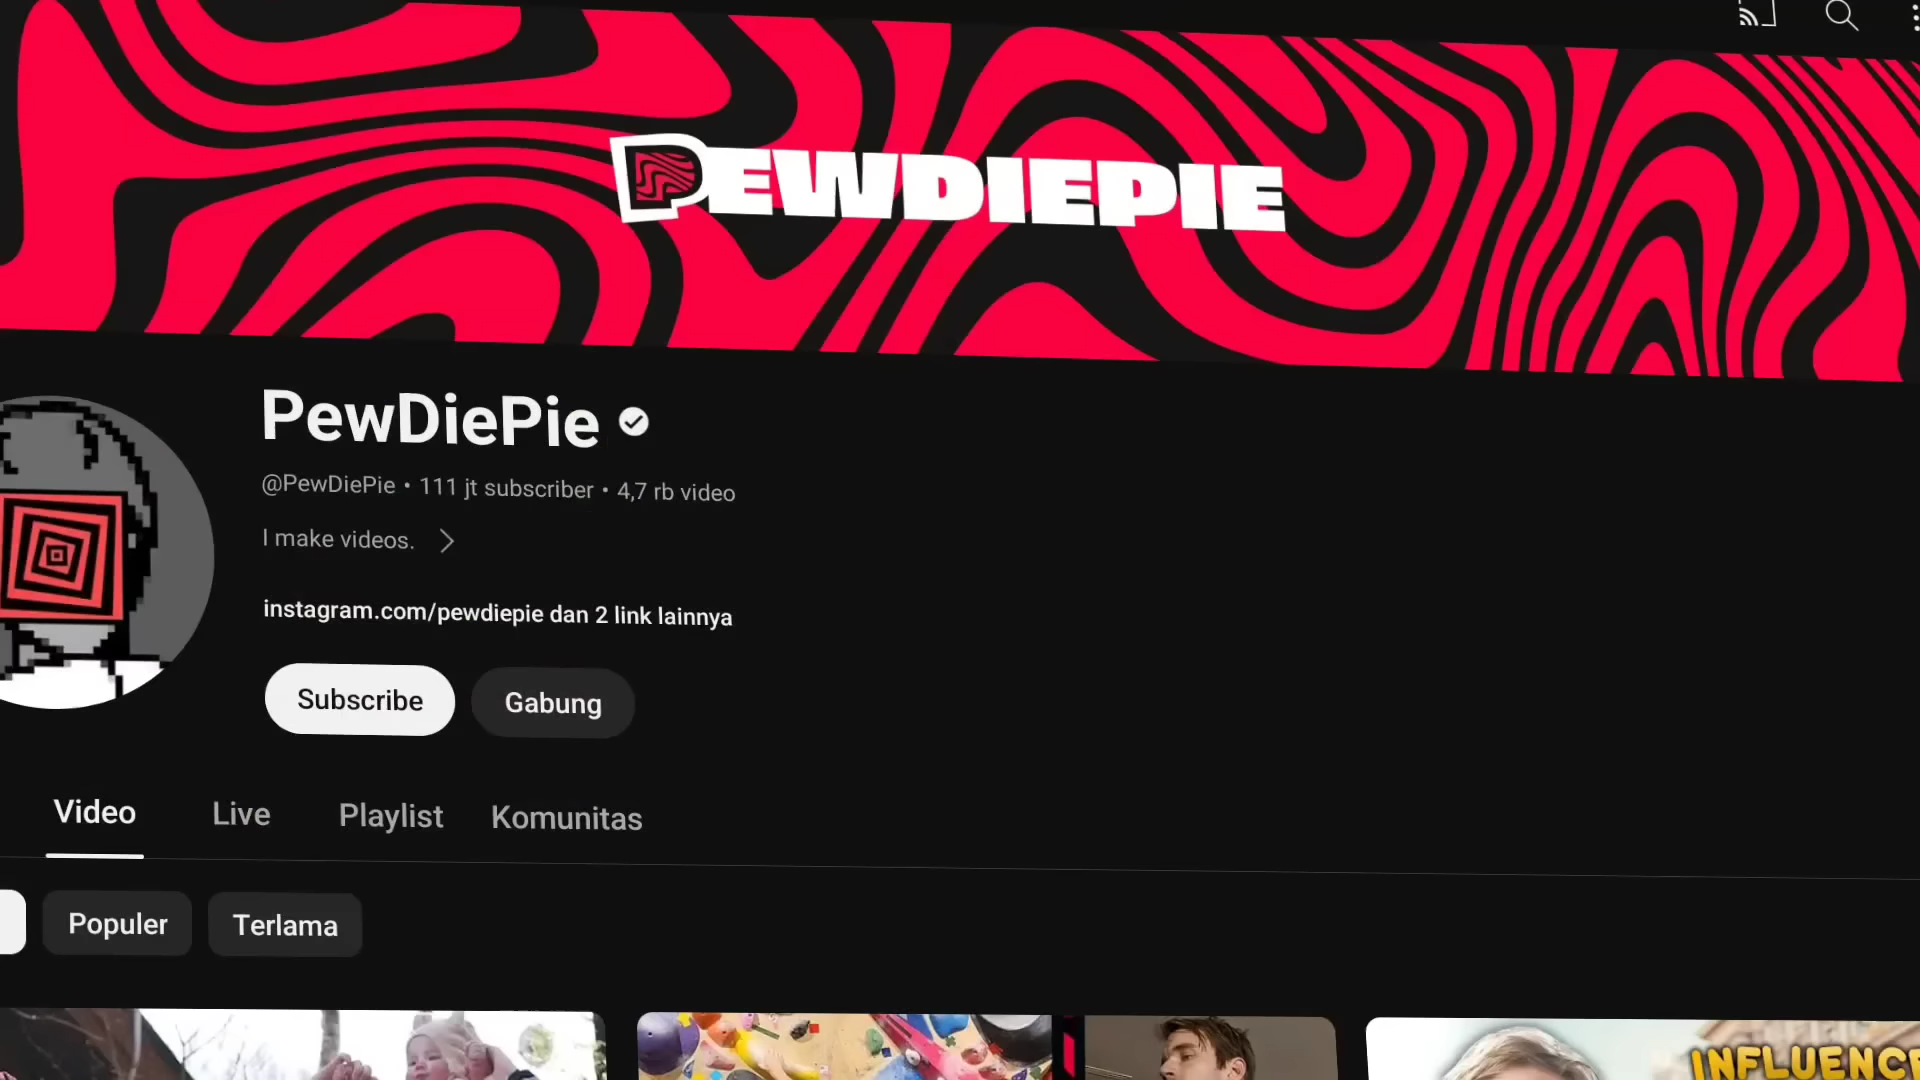 PEWDIEPIE
PewDiePie
@PewDiePie • 111 jt subscriber • 4,7 rb video
I make videos.
instagram.com/pewdiepie dan 2 link lainnya
Subscribe Gabung
Video Live Playlist Komunitas
Populer Terlama